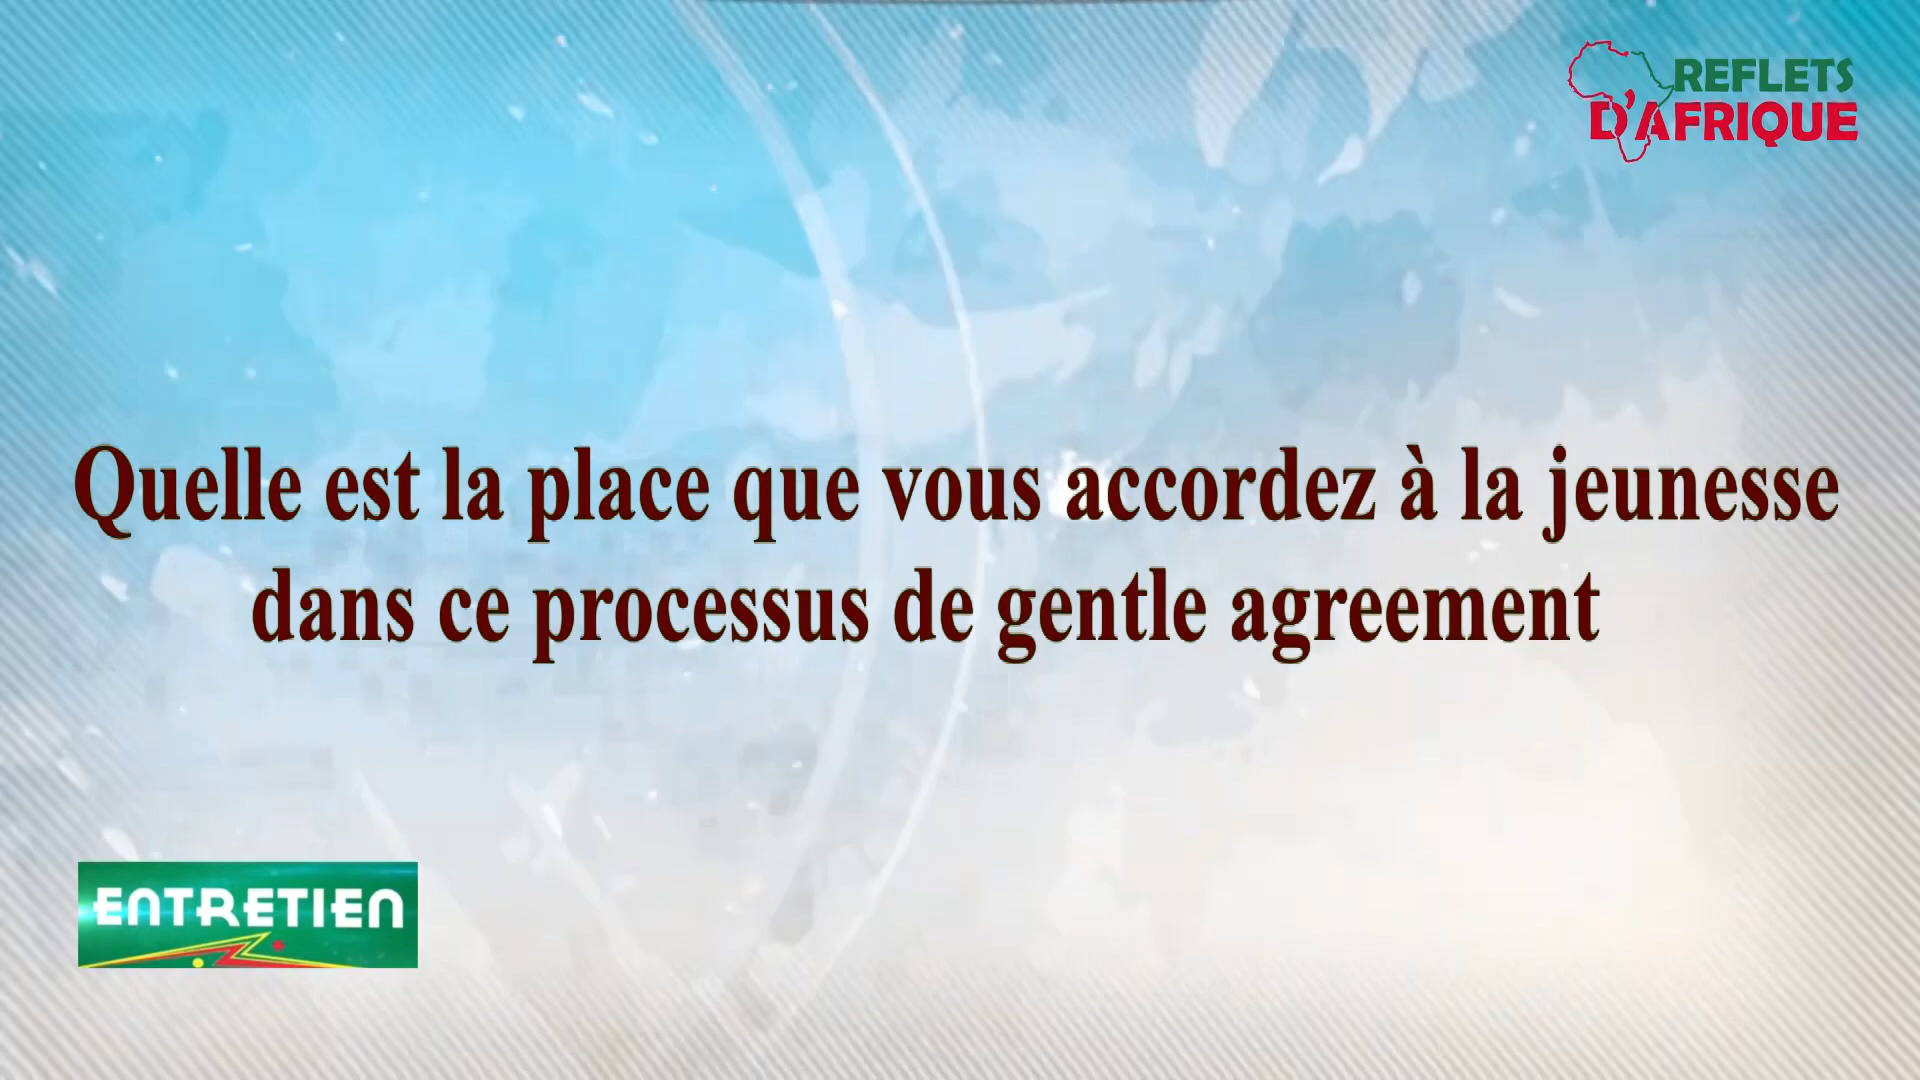 REFLETS
D'AFRIQUE
Quelle est la place que vous accordez à la jeunesse
dans ce processus de gentle agreement
ENTRETIEN